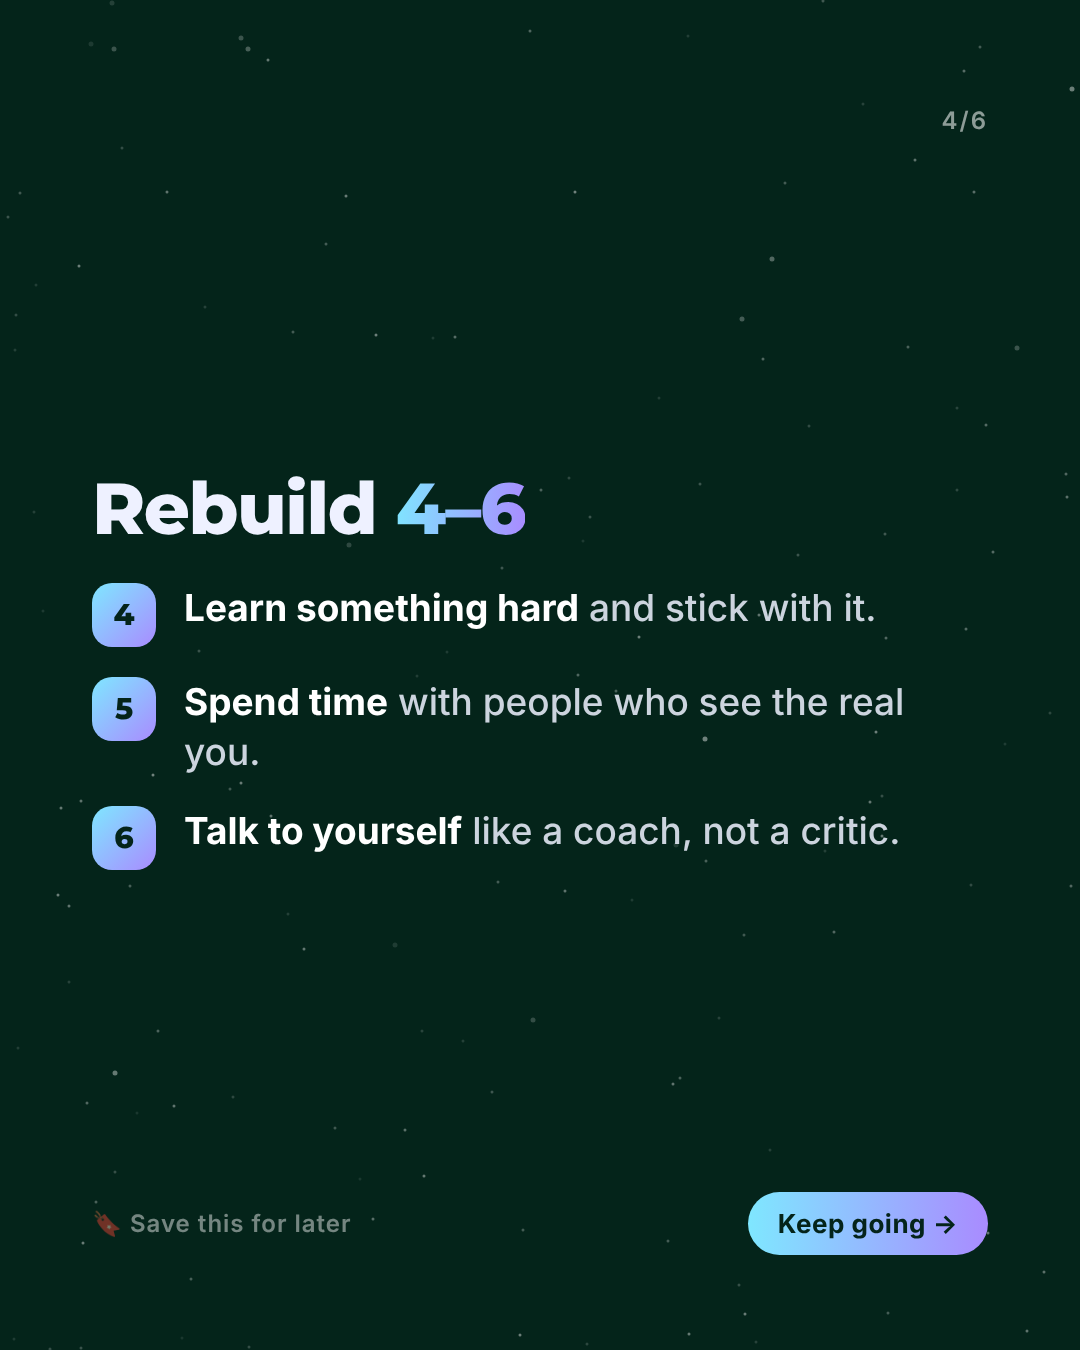 4/6
Rebuild 4–6
4 Learn something hard and stick with it.
5 Spend time with people who see the real
you.
6 Talk to yourself like a coach, not a critic.
🔖 Save this for later
Keep going →